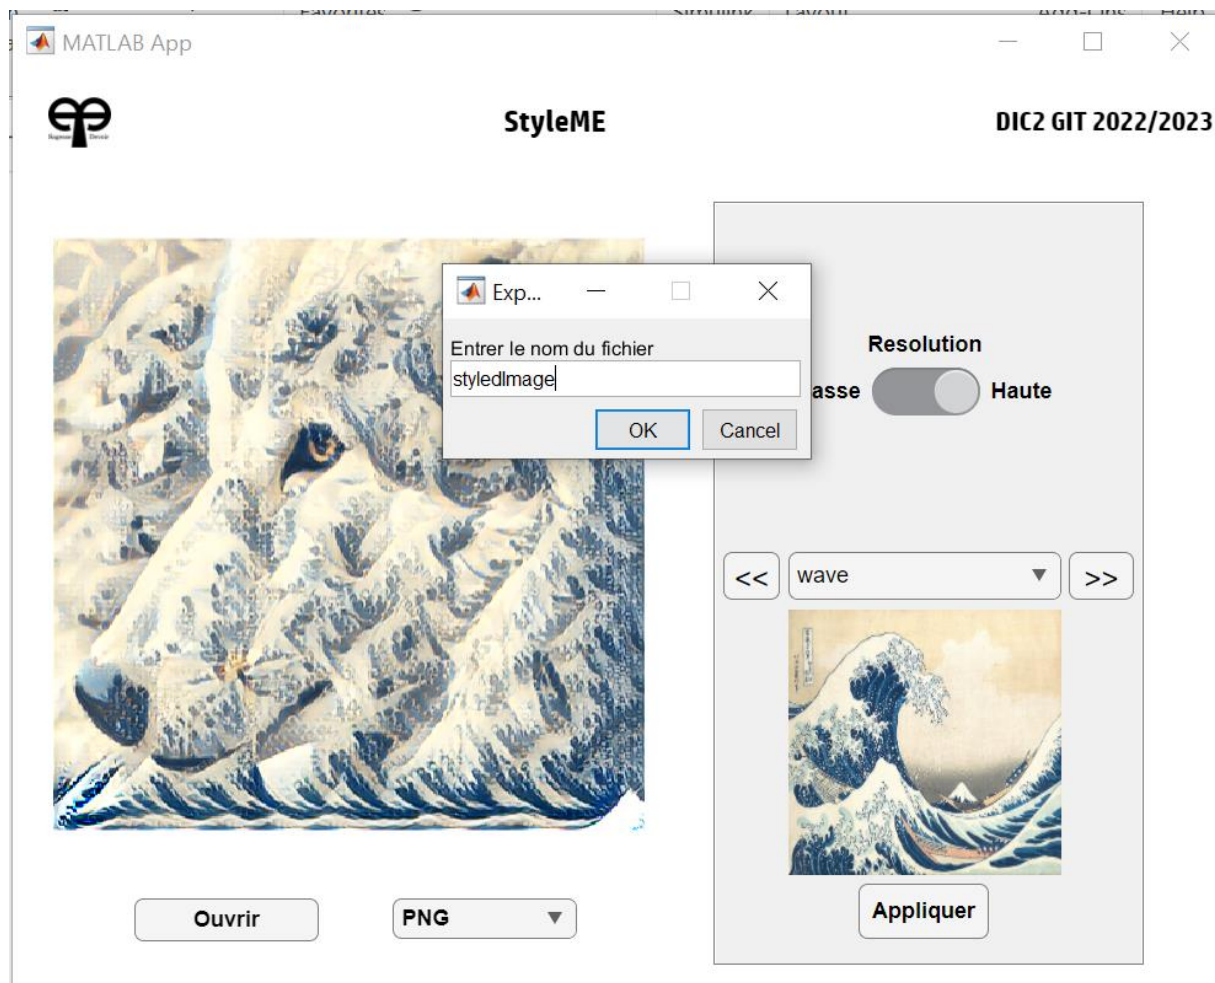 MATLAB App
StyleME
DIC2 GIT 2022/2023
Exp...
Entrer le nom du fichier
styledImage
OK
Cancel
Resolution
asse
Haute
<<
wave
>>
Ouvrir
PNG
Appliquer